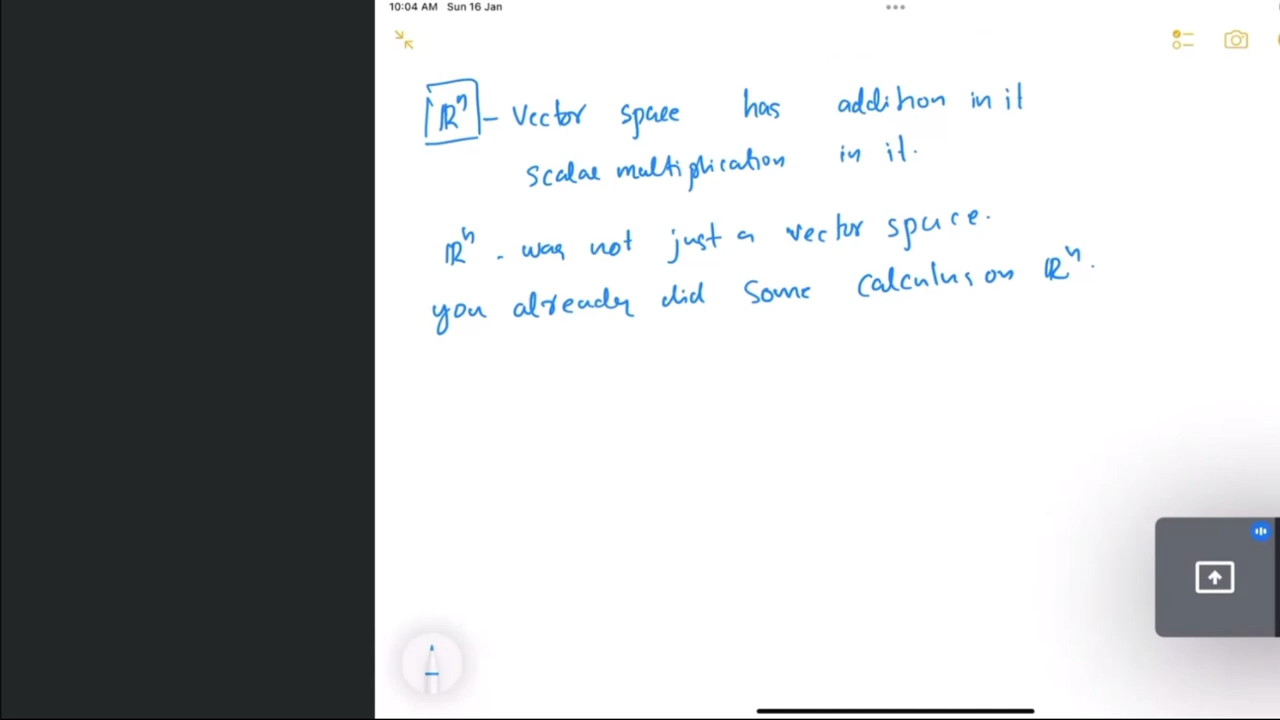 10:04 AM Sun 16 Jan
ℝⁿ - Vector space has addition in it
scalar multiplication in it.
ℝⁿ - was not just a vector space.
you already did some calculus on ℝⁿ.